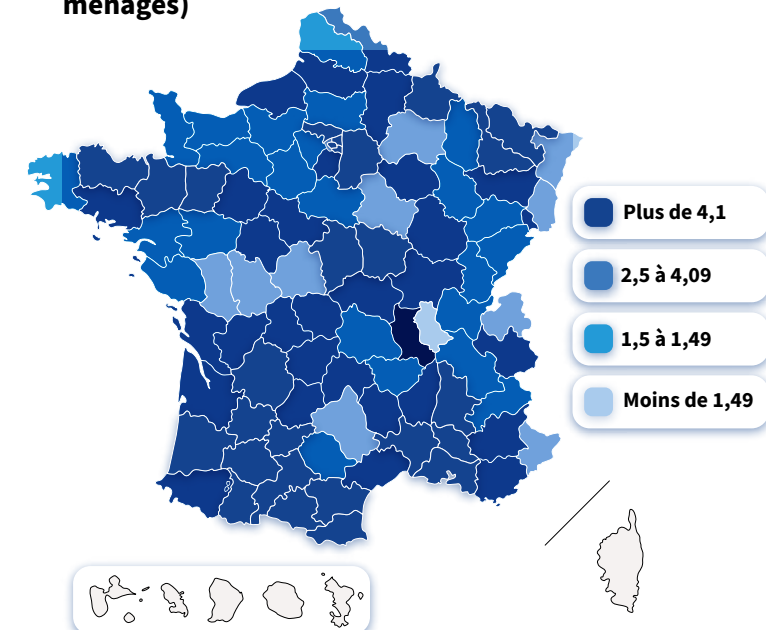 ménages)
Plus de 4,1
2,5 à 4,09
1,5 à 1,49
Moins de 1,49